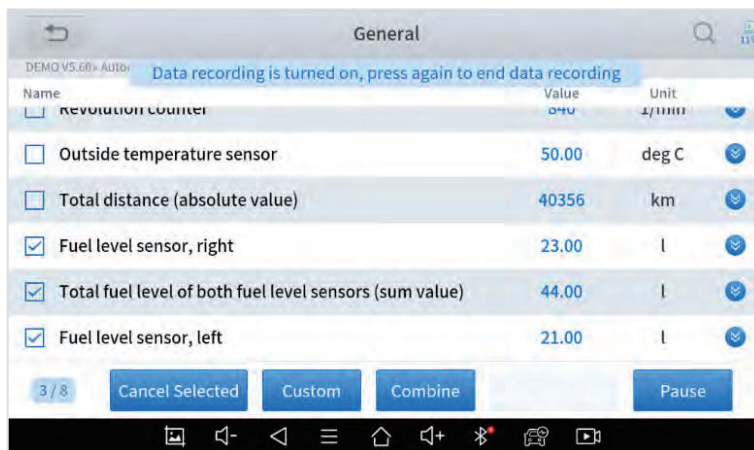 General
DEMO V5.60> Auto
Data recording is turned on, press again to end data recording
Name Value Unit
Revolution counter 840 1/min
Outside temperature sensor 50.00 deg C
Total distance (absolute value) 40356 km
Fuel level sensor, right 23.00 l
Total fuel level of both fuel level sensors (sum value) 44.00 l
Fuel level sensor, left 21.00 l
3 / 8 Cancel Selected Custom Combine Pause